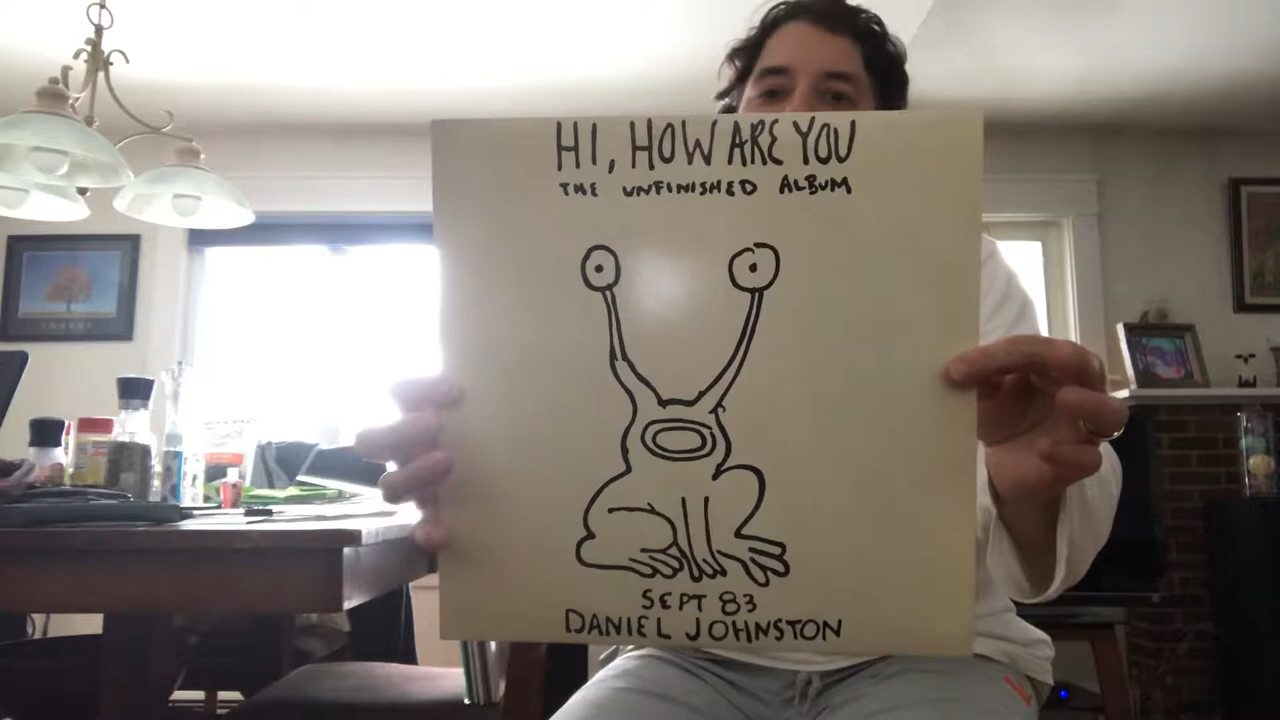 HI, HOW ARE YOU
THE UNFINISHED ALBUM
SEPT 83
DANIEL JOHNSTON